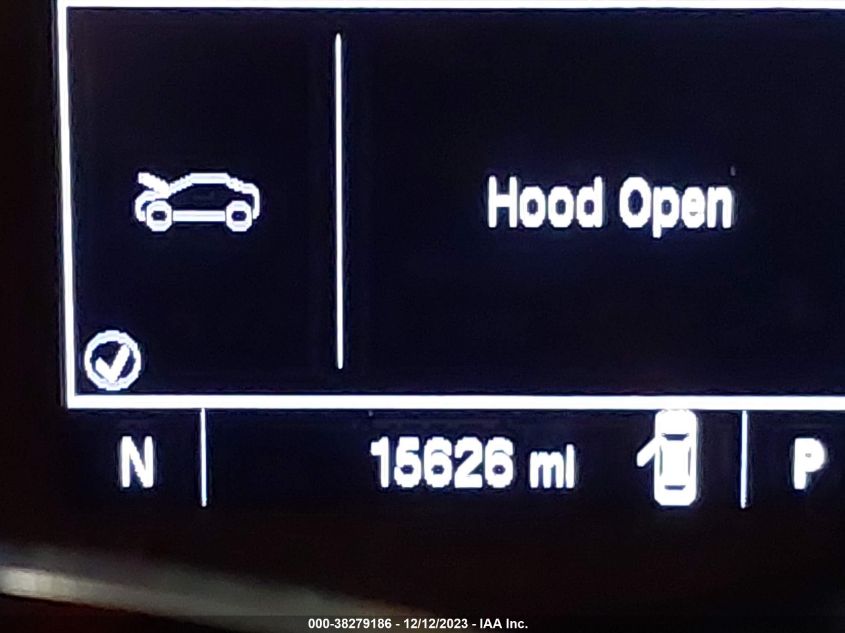 Hood Open
N
15626 mi
P
000-38279186 - 12/12/2023 - IAA Inc.